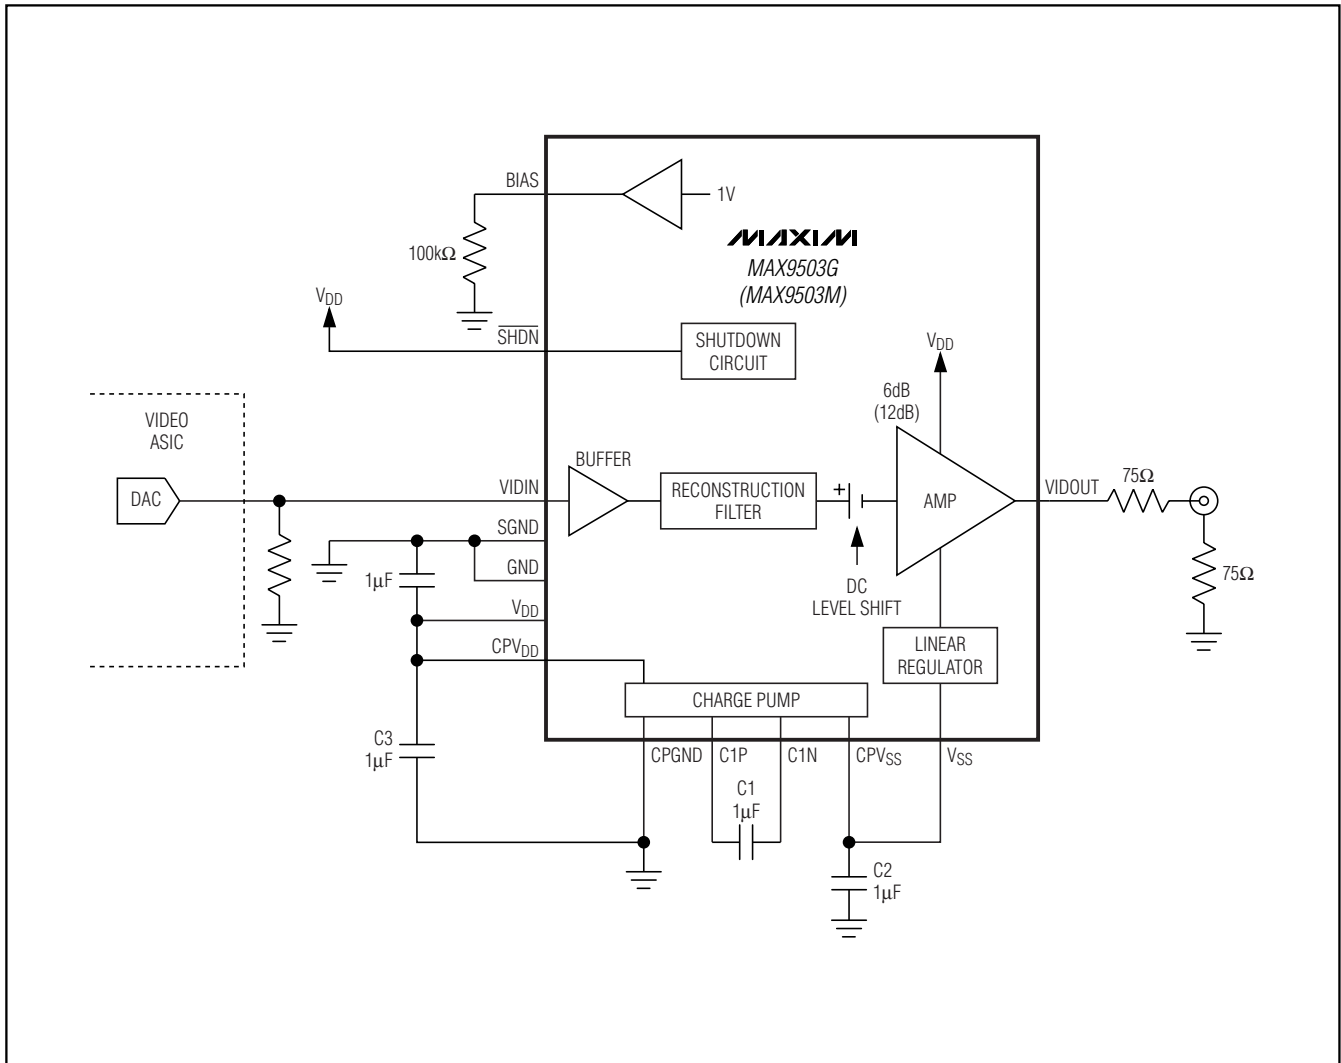 BIAS
1V
100kΩ
MAXIM
MAX9503G
(MAX9503M)
VDD
SHDN
SHUTDOWN
CIRCUIT
VDD
6dB
(12dB)
VIDEO
ASIC
BUFFER
DAC
VIDIN
RECONSTRUCTION
FILTER
+
AMP
VIDOUT
75Ω
SGND
GND
1µF
DC
LEVEL SHIFT
75Ω
VDD
CPVDD
LINEAR
REGULATOR
CHARGE PUMP
C3
1µF
CPGND
C1P
C1N
CPVSS
VSS
C1
1µF
C2
1µF